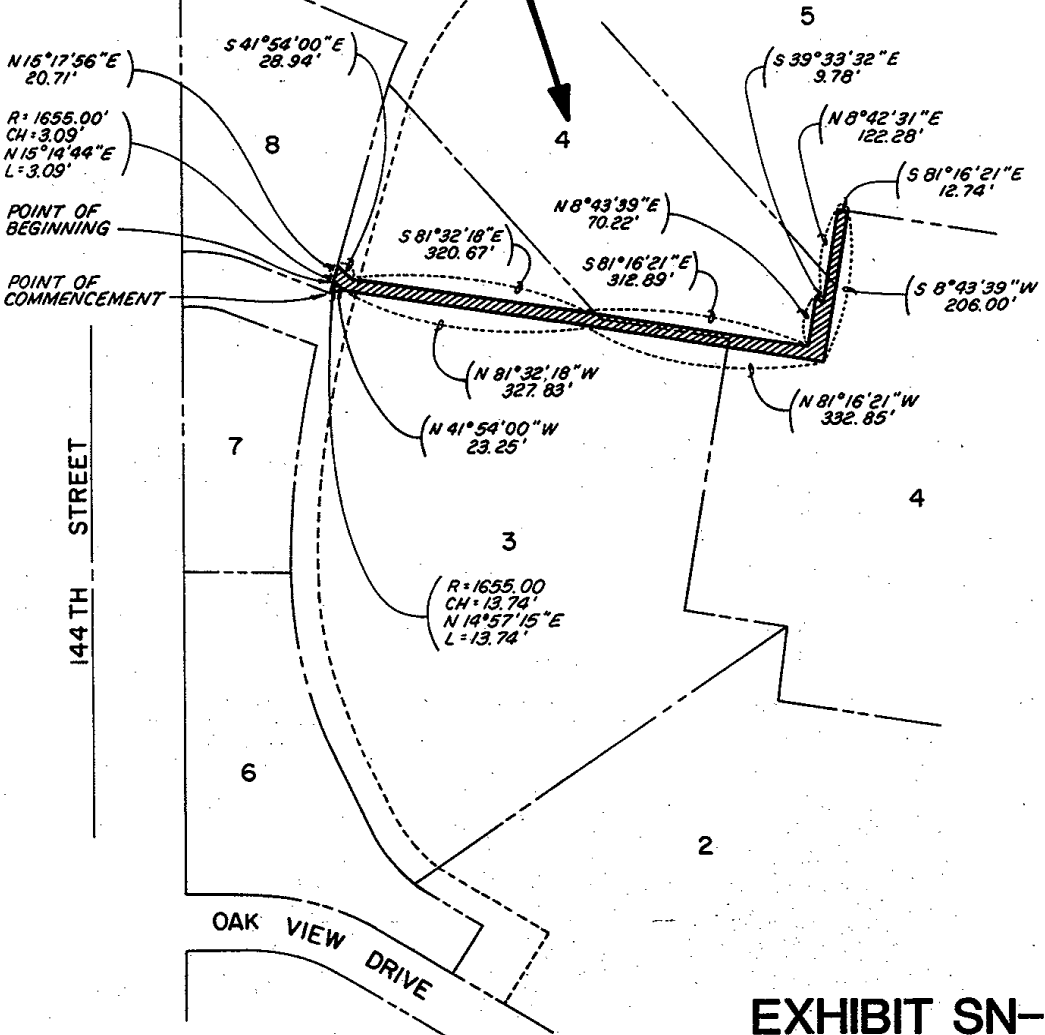 5
N 15°17'56"E
20.71'
S 41°54'00"E
28.94'
S 39°33'32"E
9.78'
R = 1655.00'
CH = 3.09'
N 15°14'44"E
L = 3.09'
8
4
N 8°42'31"E
122.28'
S 81°16'21"E
12.74'
POINT OF
BEGINNING
N 8°43'39"E
70.22'
S 81°32'18"E
320.67'
S 81°16'21"E
312.89'
POINT OF
COMMENCEMENT
S 8°43'39"W
206.00'
N 81°32'18"W
327.83'
N 81°16'21"W
332.85'
N 41°54'00"W
23.25'
7
4
144TH STREET
3
R = 1655.00
CH = 13.74'
N 14°57'15"E
L = 13.74'
6
2
OAK VIEW DRIVE
EXHIBIT SN-